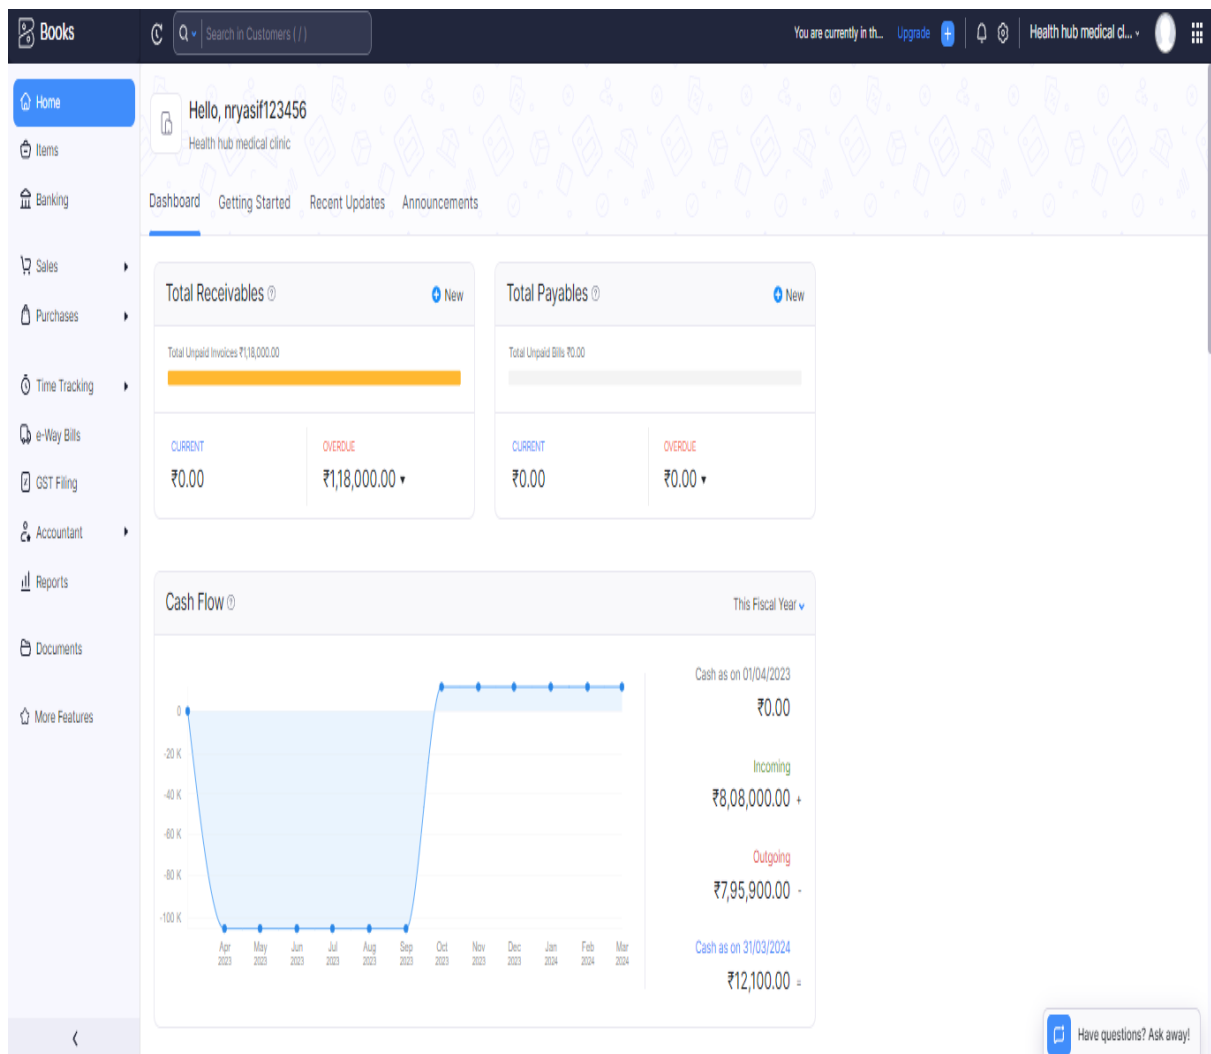 Books
Search in Customers ( / )
You are currently in th...
Upgrade
Health hub medical cl...
Home
Items
Banking
Sales
Purchases
Time Tracking
e-Way Bills
GST Filing
Accountant
Reports
Documents
More Features
Hello, nryasif123456
Health hub medical clinic
Dashboard Getting Started Recent Updates Announcements
Total Receivables
New
Total Unpaid Invoices ₹1,18,000.00
CURRENT
₹0.00
OVERDUE
₹1,18,000.00
Total Payables
New
Total Unpaid Bills ₹0.00
CURRENT
₹0.00
OVERDUE
₹0.00
Cash Flow
This Fiscal Year
0
-20 K
-40 K
-60 K
-80 K
-100 K
Apr May Jun Jul Aug Sep Oct Nov Dec Jan Feb Mar
2023 2023 2023 2023 2023 2023 2023 2023 2023 2024 2024 2024
Cash as on 01/04/2023
₹0.00
Incoming
₹8,08,000.00 +
Outgoing
₹7,95,900.00 -
Cash as on 31/03/2024
₹12,100.00 =
Have questions? Ask away!